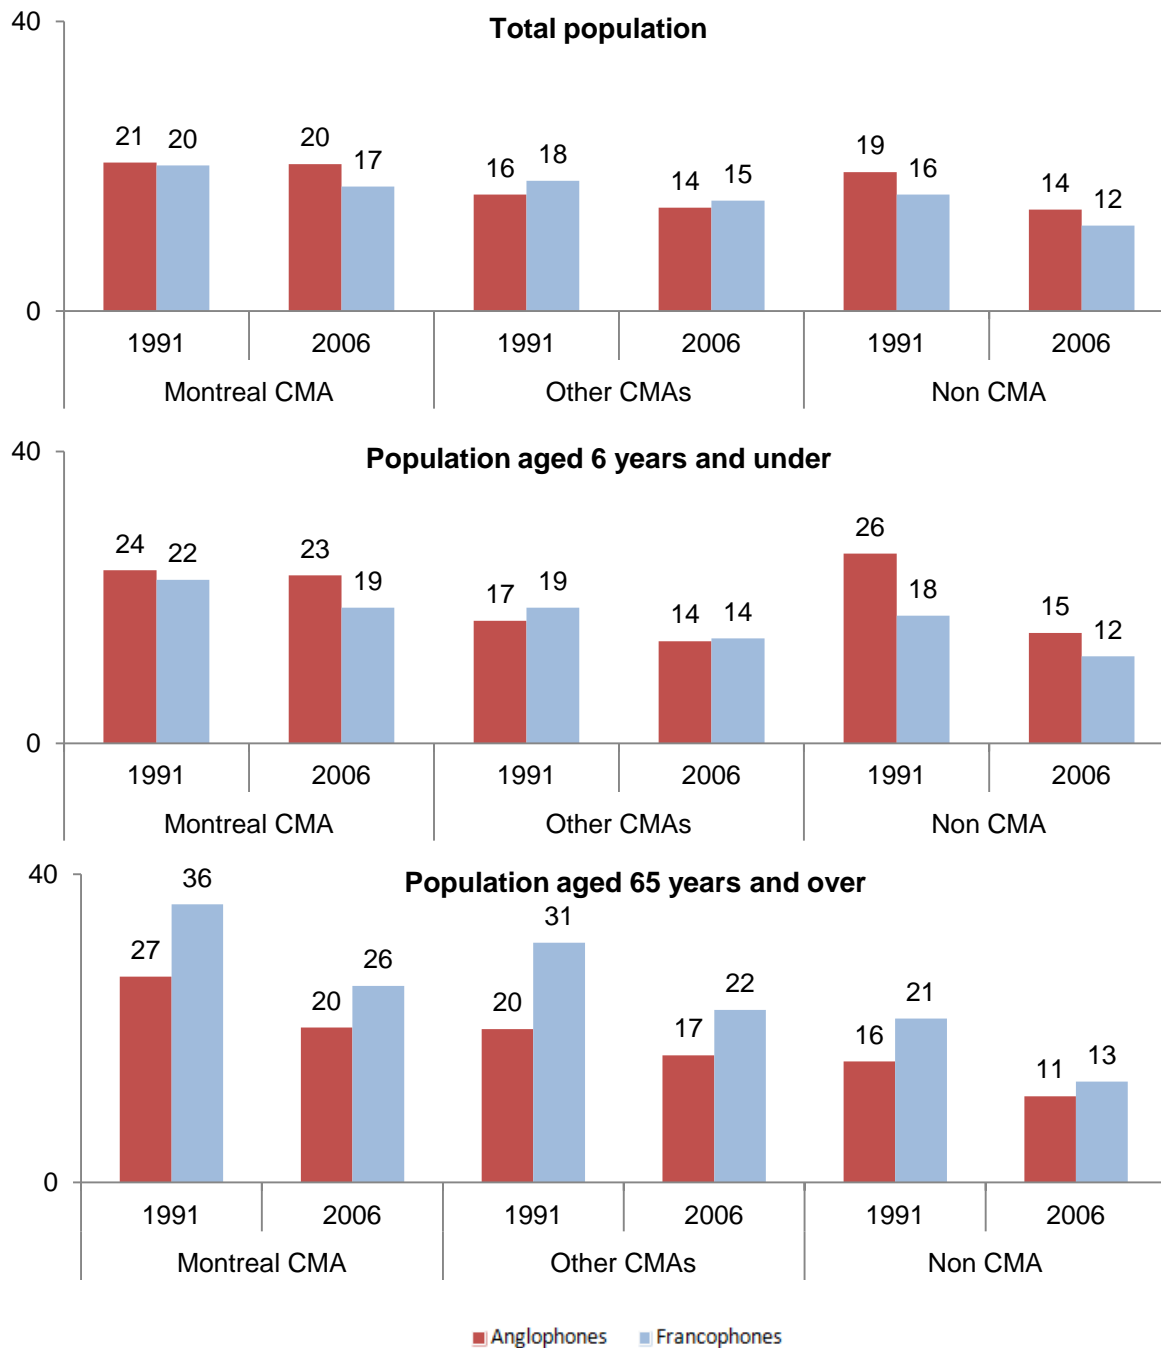 40
Total population
21 20 20 17 16 18 14 15 19 16 14 12
0
1991 2006 1991 2006 1991 2006
Montreal CMA Other CMAs Non CMA
40
Population aged 6 years and under
24 22 23 19 17 19 14 14 26 18 15 12
0
1991 2006 1991 2006 1991 2006
Montreal CMA Other CMAs Non CMA
40
Population aged 65 years and over
27 36 20 26 20 31 17 22 16 21 11 13
0
1991 2006 1991 2006 1991 2006
Montreal CMA Other CMAs Non CMA
Anglophones Francophones